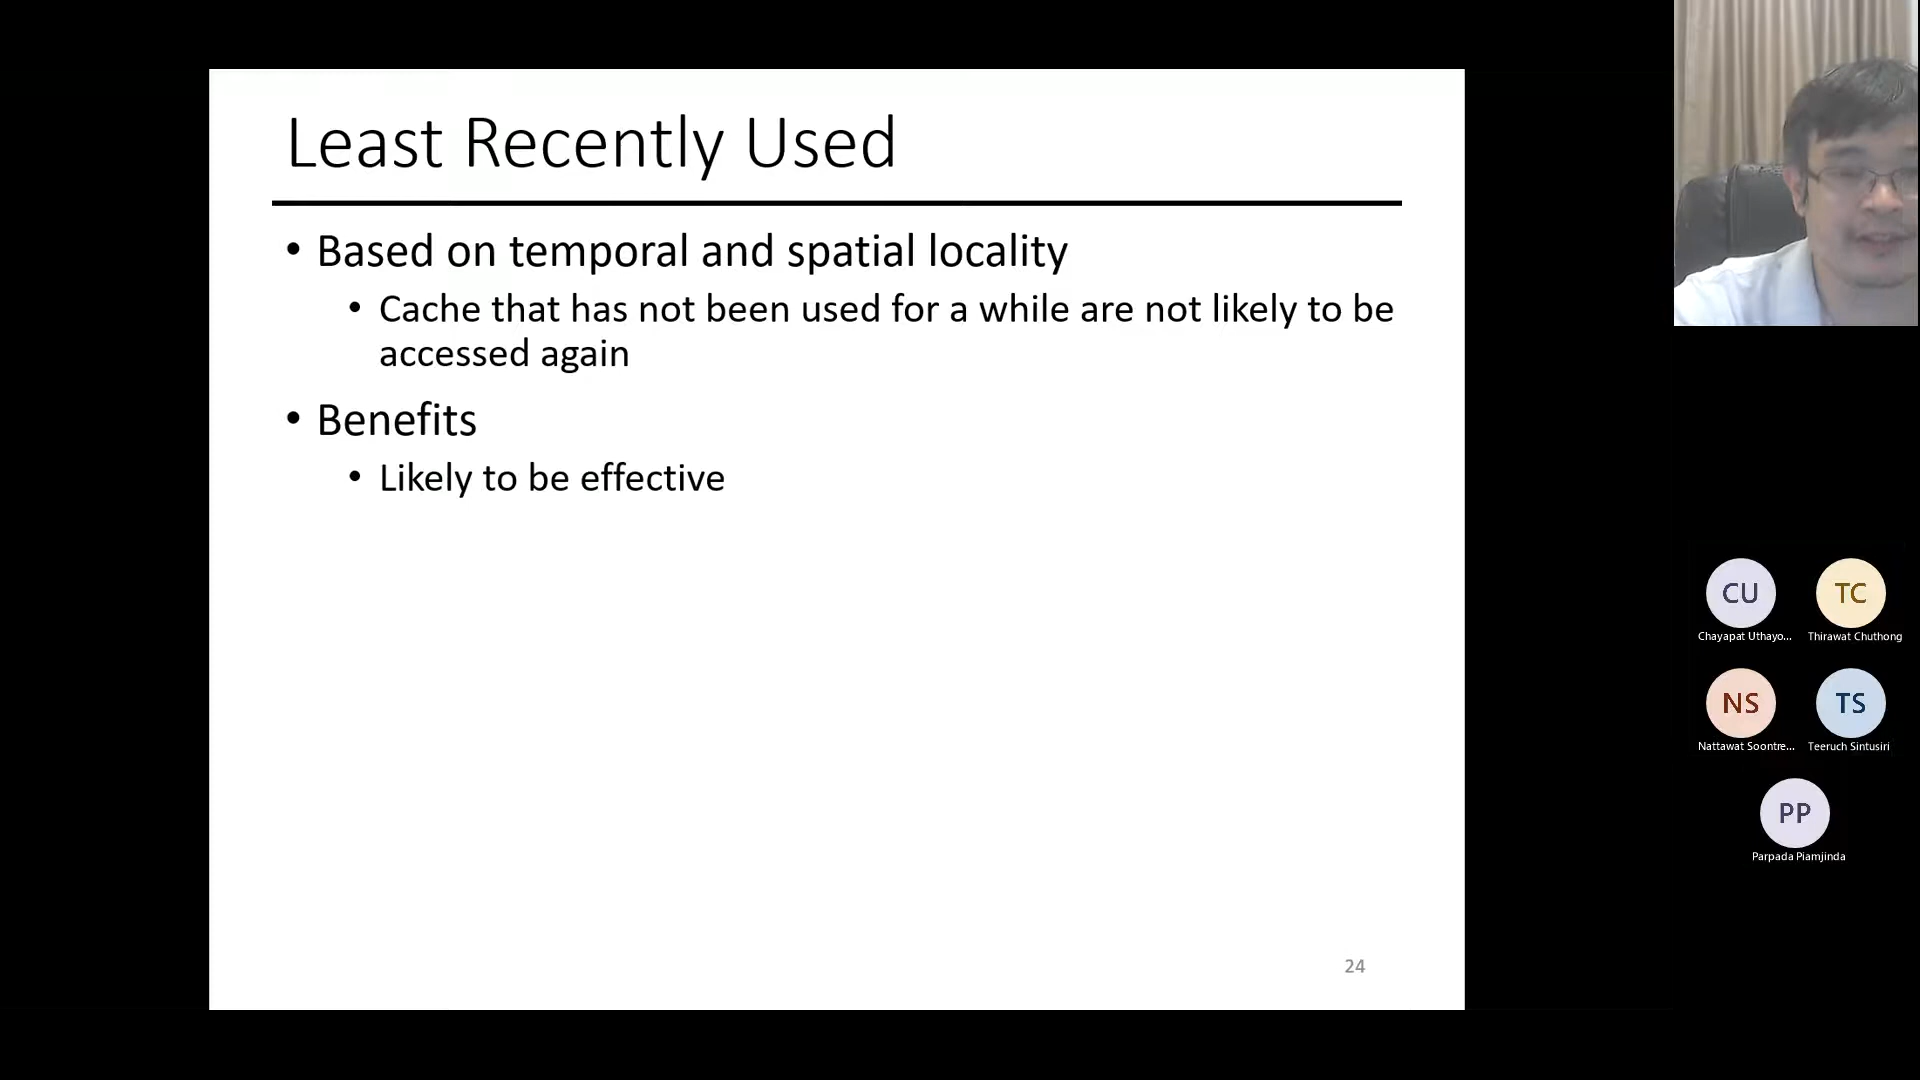 Least Recently Used
• Based on temporal and spatial locality
• Cache that has not been used for a while are not likely to be
accessed again
• Benefits
• Likely to be effective
24
CU
TC
Chayapat Uthayo...
Thirawat Chuthong
NS
TS
Nattawat Soontre...
Teeruch Sintusiri
PP
Parpada Piamjinda